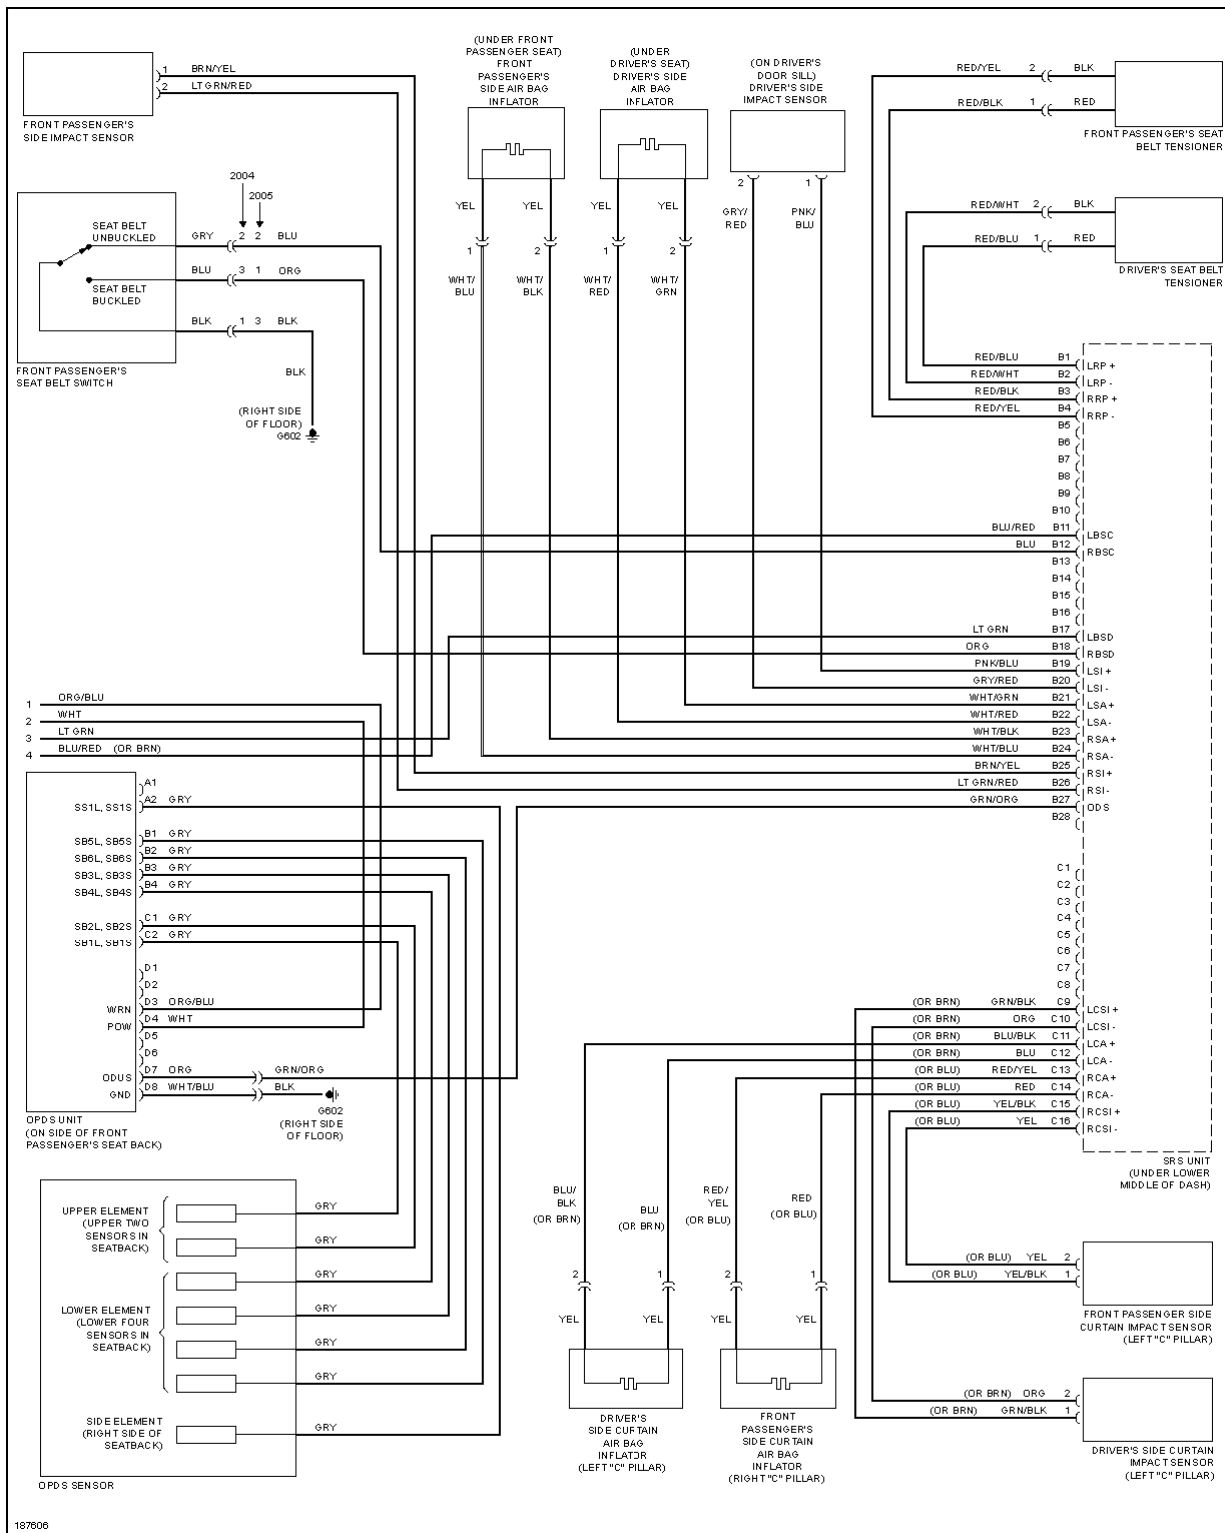 1 BRN/YEL
2 LT GRN/RED
FRONT PASSENGER'S
SIDE IMPACT SENSOR
(UNDER FRONT
PASSENGER SEAT)
FRONT
PASSENGER'S
SIDE AIR BAG
INFLATOR
(UNDER
DRIVER'S SEAT)
DRIVER'S SIDE
AIR BAG
INFLATOR
(ON DRIVER'S
DOOR SILL)
DRIVER'S SIDE
IMPACT SENSOR
RED/YEL 2 BLK
RED/BLK 1 RED
FRONT PASSENGER'S SEAT
BELT TENSIONER
RED/WHT 2 BLK
RED/BLU 1 RED
DRIVER'S SEAT BELT
TENSIONER
2004
2005
SEAT BELT
UNBUCKLED
GRY 2 2 BLU
BLU 3 1 ORG
SEAT BELT
BUCKLED
BLK 1 3 BLK
BLK
FRONT PASSENGER'S
SEAT BELT SWITCH
(RIGHT SIDE
OF FLOOR)
G602
YEL YEL YEL YEL
2 1
GRY/
RED
PNK/
BLU
1 2 1 2
WHT/
BLU
WHT/
BLK
WHT/
RED
WHT/
GRN
RED/BLU B1 LRP +
RED/WHT B2 LRP -
RED/BLK B3 RRP +
RED/YEL B4 RRP -
B5
B6
B7
B8
B9
B10
BLU/RED B11 LBSC
BLU B12 RBSC
B13
B14
B15
B16
LT GRN B17 LBSD
ORG B18 RBSD
PNK/BLU B19 LSI +
GRY/RED B20 LSI -
WHT/GRN B21 LSA+
WHT/RED B22 LSA-
WHT/BLK B23 RSA+
WHT/BLU B24 RSA-
BRN/YEL B25 RSI+
LT GRN/RED B26 RSI-
GRN/ORG B27 ODS
B28
1 ORG/BLU
2 WHT
3 LT GRN
4 BLU/RED (OR BRN)
A1
SS1L, SS1S A2 GRY
SB5L, SB5S B1 GRY
SB6L, SB6S B2 GRY
SB3L, SB3S B3 GRY
SB4L, SB4S B4 GRY
SB2L, SB2S C1 GRY
SB1L, SB1S C2 GRY
D1
D2
WRN D3 ORG/BLU
POW D4 WHT
D5
D6
ODUS D7 ORG GRN/ORG
GND D8 WHT/BLU BLK
G602
(RIGHT SIDE
OF FLOOR)
OPDS UNIT
(ON SIDE OF FRONT
PASSENGER'S SEAT BACK)
C1
C2
C3
C4
C5
C6
C7
C8
(OR BRN) GRN/BLK C9 LCSI +
(OR BRN) ORG C10 LCSI -
(OR BRN) BLU/BLK C11 LCA +
(OR BRN) BLU C12 LCA -
(OR BLU) RED/YEL C13 RCA+
(OR BLU) RED C14 RCA-
(OR BLU) YEL/BLK C15 RCSI +
(OR BLU) YEL C16 RCSI -
SRS UNIT
(UNDER LOWER
MIDDLE OF DASH)
UPPER ELEMENT
(UPPER TWO
SENSORS IN
SEATBACK)
GRY
GRY
LOWER ELEMENT
(LOWER FOUR
SENSORS IN
SEATBACK)
GRY
GRY
GRY
GRY
SIDE ELEMENT
(RIGHT SIDE OF
SEATBACK)
GRY
OPDS SENSOR
BLU/
BLK
(OR BRN)
BLU
(OR BRN)
RED/
YEL
(OR BLU)
RED
(OR BLU)
2 1 2 1
YEL YEL YEL YEL
DRIVER'S
SIDE CURTAIN
AIR BAG
INFLATOR
(LEFT "C" PILLAR)
FRONT
PASSENGER'S
SIDE CURTAIN
AIR BAG
INFLATOR
(RIGHT "C" PILLAR)
(OR BLU) YEL 2
(OR BLU) YEL/BLK 1
FRONT PASSENGER SIDE
CURTAIN IMPACT SENSOR
(LEFT "C" PILLAR)
(OR BRN) ORG 2
(OR BRN) GRN/BLK 1
DRIVER'S SIDE CURTAIN
IMPACT SENSOR
(LEFT "C" PILLAR)
187606